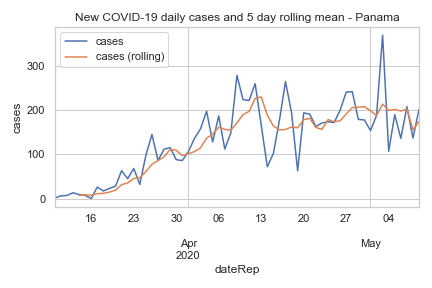 New COVID-19 daily cases and 5 day rolling mean - Panama
cases
cases (rolling)
cases
300
200
100
0
16 23 30 06 13 20 27 04
Apr May
2020
dateRep